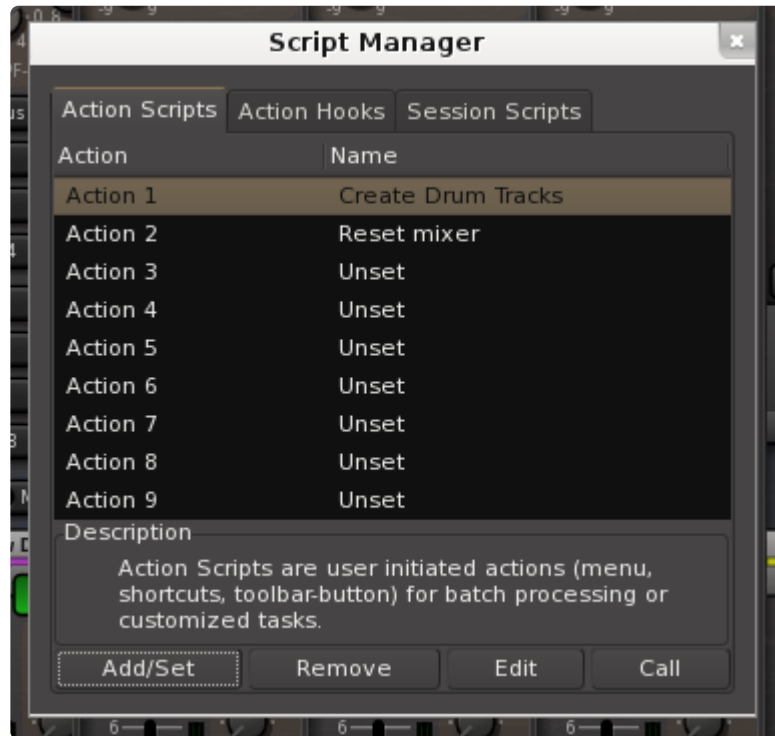 Script Manager
Action Scripts Action Hooks Session Scripts
Action Name
Action 1 Create Drum Tracks
Action 2 Reset mixer
Action 3 Unset
Action 4 Unset
Action 5 Unset
Action 6 Unset
Action 7 Unset
Action 8 Unset
Action 9 Unset
Description
Action Scripts are user initiated actions (menu,
shortcuts, toolbar-button) for batch processing or
customized tasks.
Add/Set Remove Edit Call
6 6 6